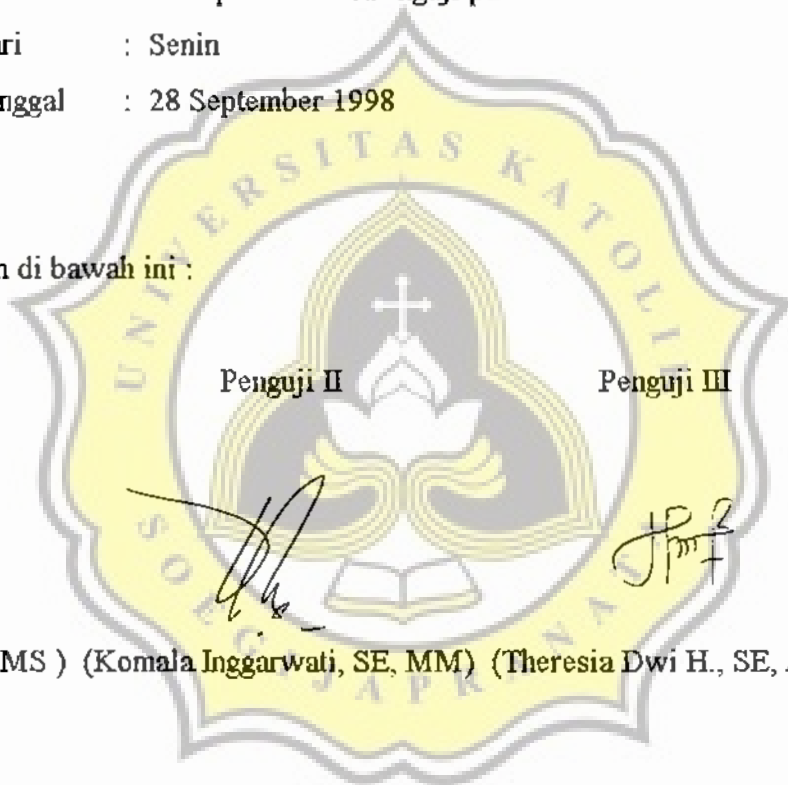 ri : Senin
nggal : 28 September 1998
di bawah ini :
Penguji II Penguji III
MS ) (Komala Inggarwati, SE, MM) (Theresia Dwi H., SE,
UNIVERSITAS KATOLIK
SOEGIJAPRANATA